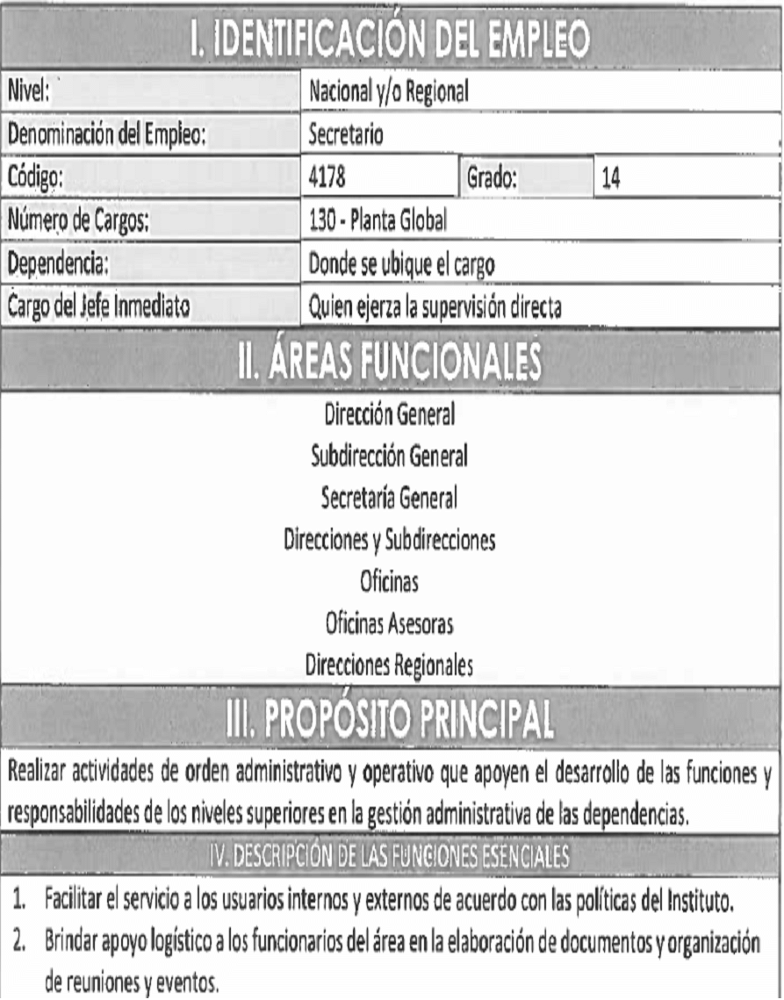 I. IDENTIFICACIÓN DEL EMPLEO
Nivel: Nacional y/o Regional
Denominación del Empleo: Secretario
Código: 4178 Grado: 14
Número de Cargos: 130 - Planta Global
Dependencia: Donde se ubique el cargo
Cargo del Jefe Inmediato Quien ejerza la supervisión directa
II. ÁREAS FUNCIONALES
Dirección General
Subdirección General
Secretaría General
Direcciones y Subdirecciones
Oficinas
Oficinas Asesoras
Direcciones Regionales
III. PROPÓSITO PRINCIPAL
Realizar actividades de orden administrativo y operativo que apoyen el desarrollo de las funciones y
responsabilidades de los niveles superiores en la gestión administrativa de las dependencias.
IV. DESCRIPCIÓN DE LAS FUNCIONES ESENCIALES
1. Facilitar el servicio a los usuarios internos y externos de acuerdo con las políticas del Instituto.
2. Brindar apoyo logístico a los funcionarios del área en la elaboración de documentos y organización
de reuniones y eventos.